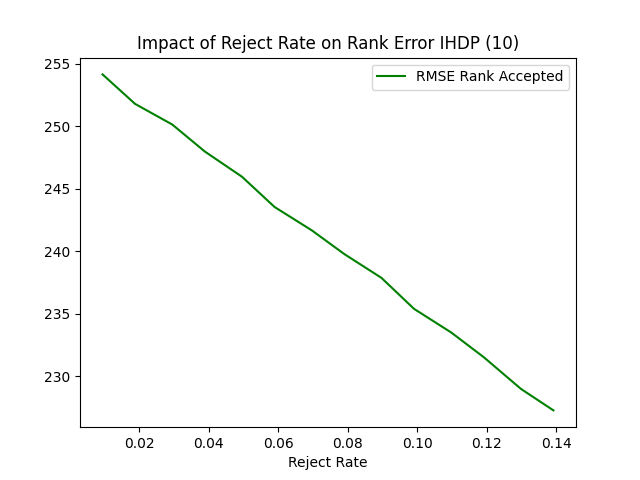 Impact of Reject Rate on Rank Error IHDP (10)
RMSE Rank Accepted
255
250
245
240
235
230
0.02 0.04 0.06 0.08 0.10 0.12 0.14
Reject Rate